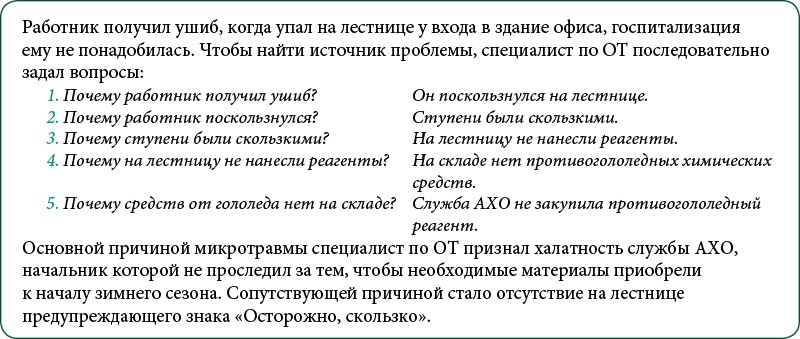 Работник получил ушиб, когда упал на лестнице у входа в здание офиса, госпитализация
ему не понадобилась. Чтобы найти источник проблемы, специалист по ОТ последовательно
задал вопросы:
1. Почему работник получил ушиб? Он поскользнулся на лестнице.
2. Почему работник поскользнулся? Ступени были скользкими.
3. Почему ступени были скользкими? На лестницу не нанесли реагенты.
4. Почему на лестницу не нанесли реагенты? На складе нет противогололедных химических
средств.
5. Почему средств от гололеда нет на складе? Служба АХО не закупила противогололедный
реагент.
Основной причиной микротравмы специалист по ОТ признал халатность службы АХО,
начальник которой не проследил за тем, чтобы необходимые материалы приобрели
к началу зимнего сезона. Сопутствующей причиной стало отсутствие на лестнице
предупреждающего знака «Осторожно, скользко».